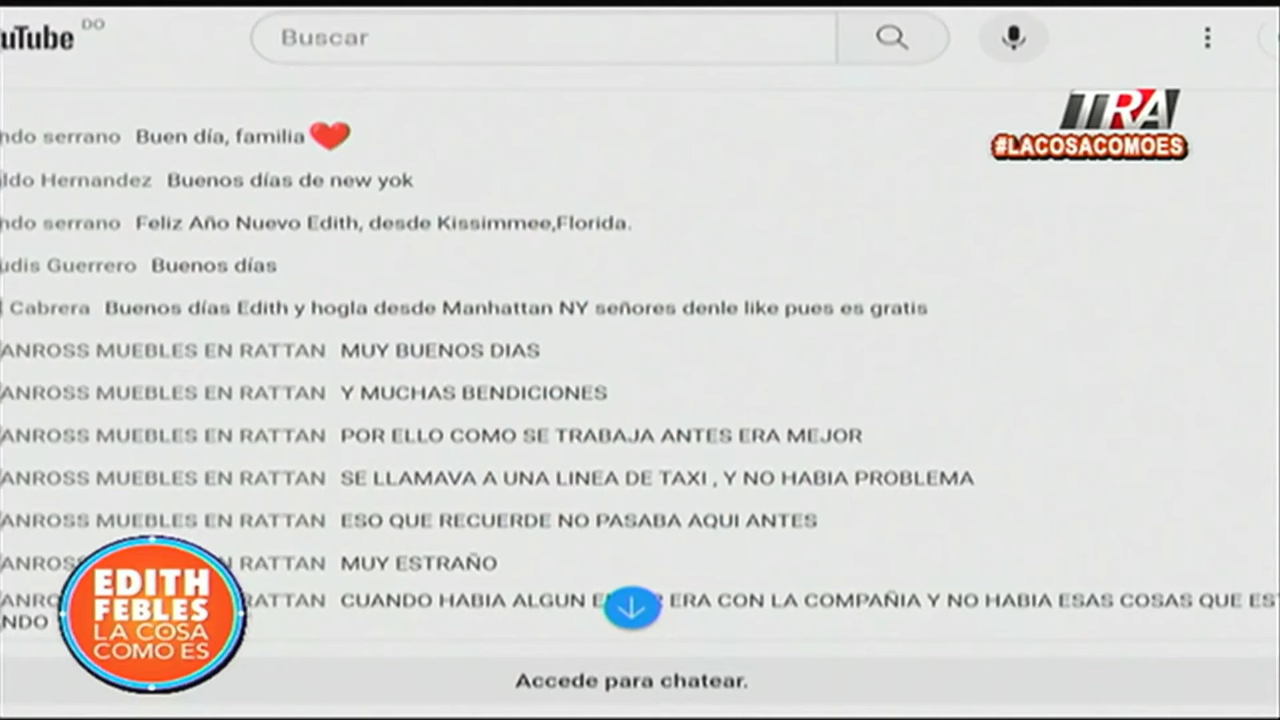 uTube DO
Buscar
TRA
#LACOSACOMOES
ndo serrano Buen día, familia
ldo Hernandez Buenos días de new yok
ndo serrano Feliz Año Nuevo Edith, desde Kissimmee,Florida.
udis Guerrero Buenos días
Cabrera Buenos días Edith y hogla desde Manhattan NY señores denle like pues es gratis
ANROSS MUEBLES EN RATTAN MUY BUENOS DIAS
ANROSS MUEBLES EN RATTAN Y MUCHAS BENDICIONES
ANROSS MUEBLES EN RATTAN POR ELLO COMO SE TRABAJA ANTES ERA MEJOR
ANROSS MUEBLES EN RATTAN SE LLAMAVA A UNA LINEA DE TAXI , Y NO HABIA PROBLEMA
ANROSS MUEBLES EN RATTAN ESO QUE RECUERDE NO PASABA AQUI ANTES
ANROSS RATTAN MUY ESTRAÑO
ANRO RATTAN CUANDO HABIA ALGUN ERA CON LA COMPAÑIA Y NO HABIA ESAS COSAS QUE EST
NDO
EDITH
FEBLES
LA COSA
COMO ES
Accede para chatear.